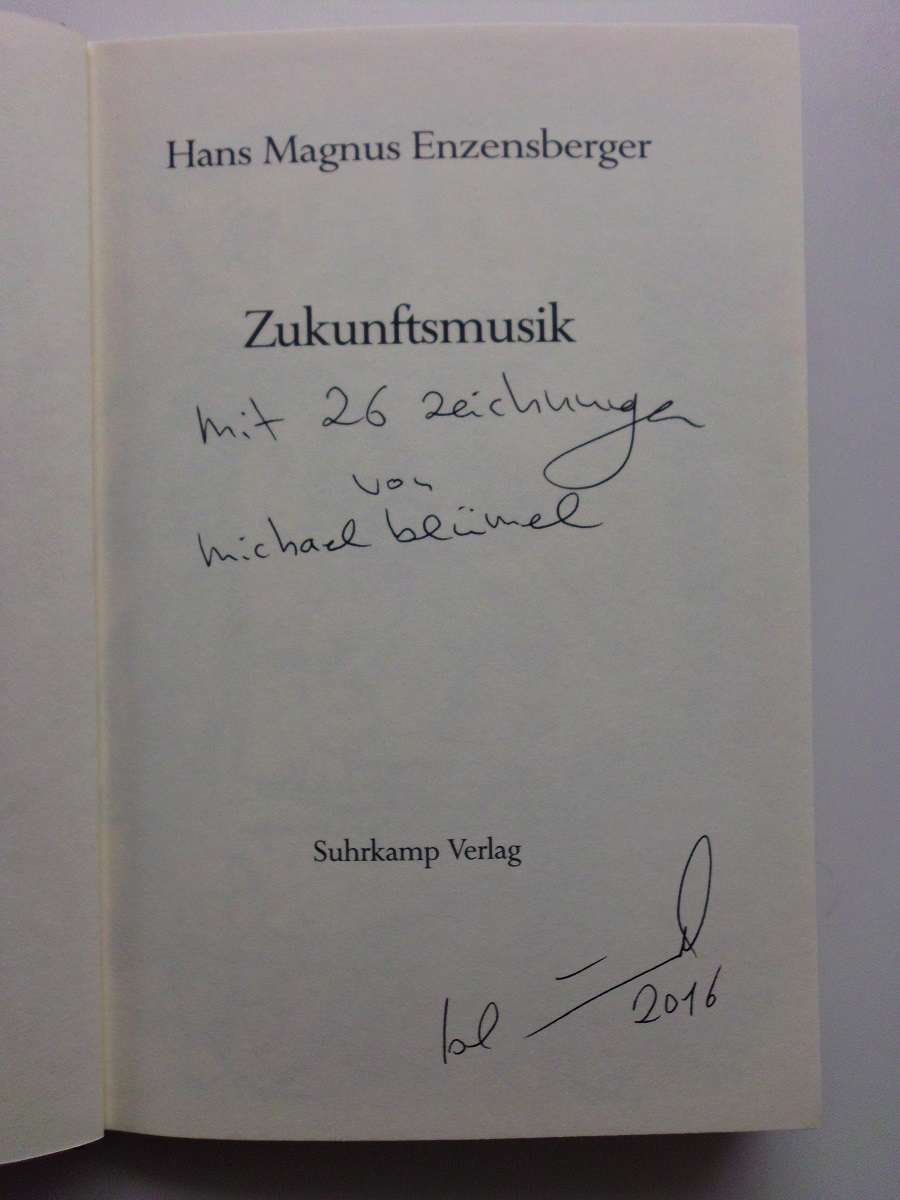 Hans Magnus Enzensberger
Zukunftsmusik
mit 26 zeichnungen
von
michael blümel
Suhrkamp Verlag
2016